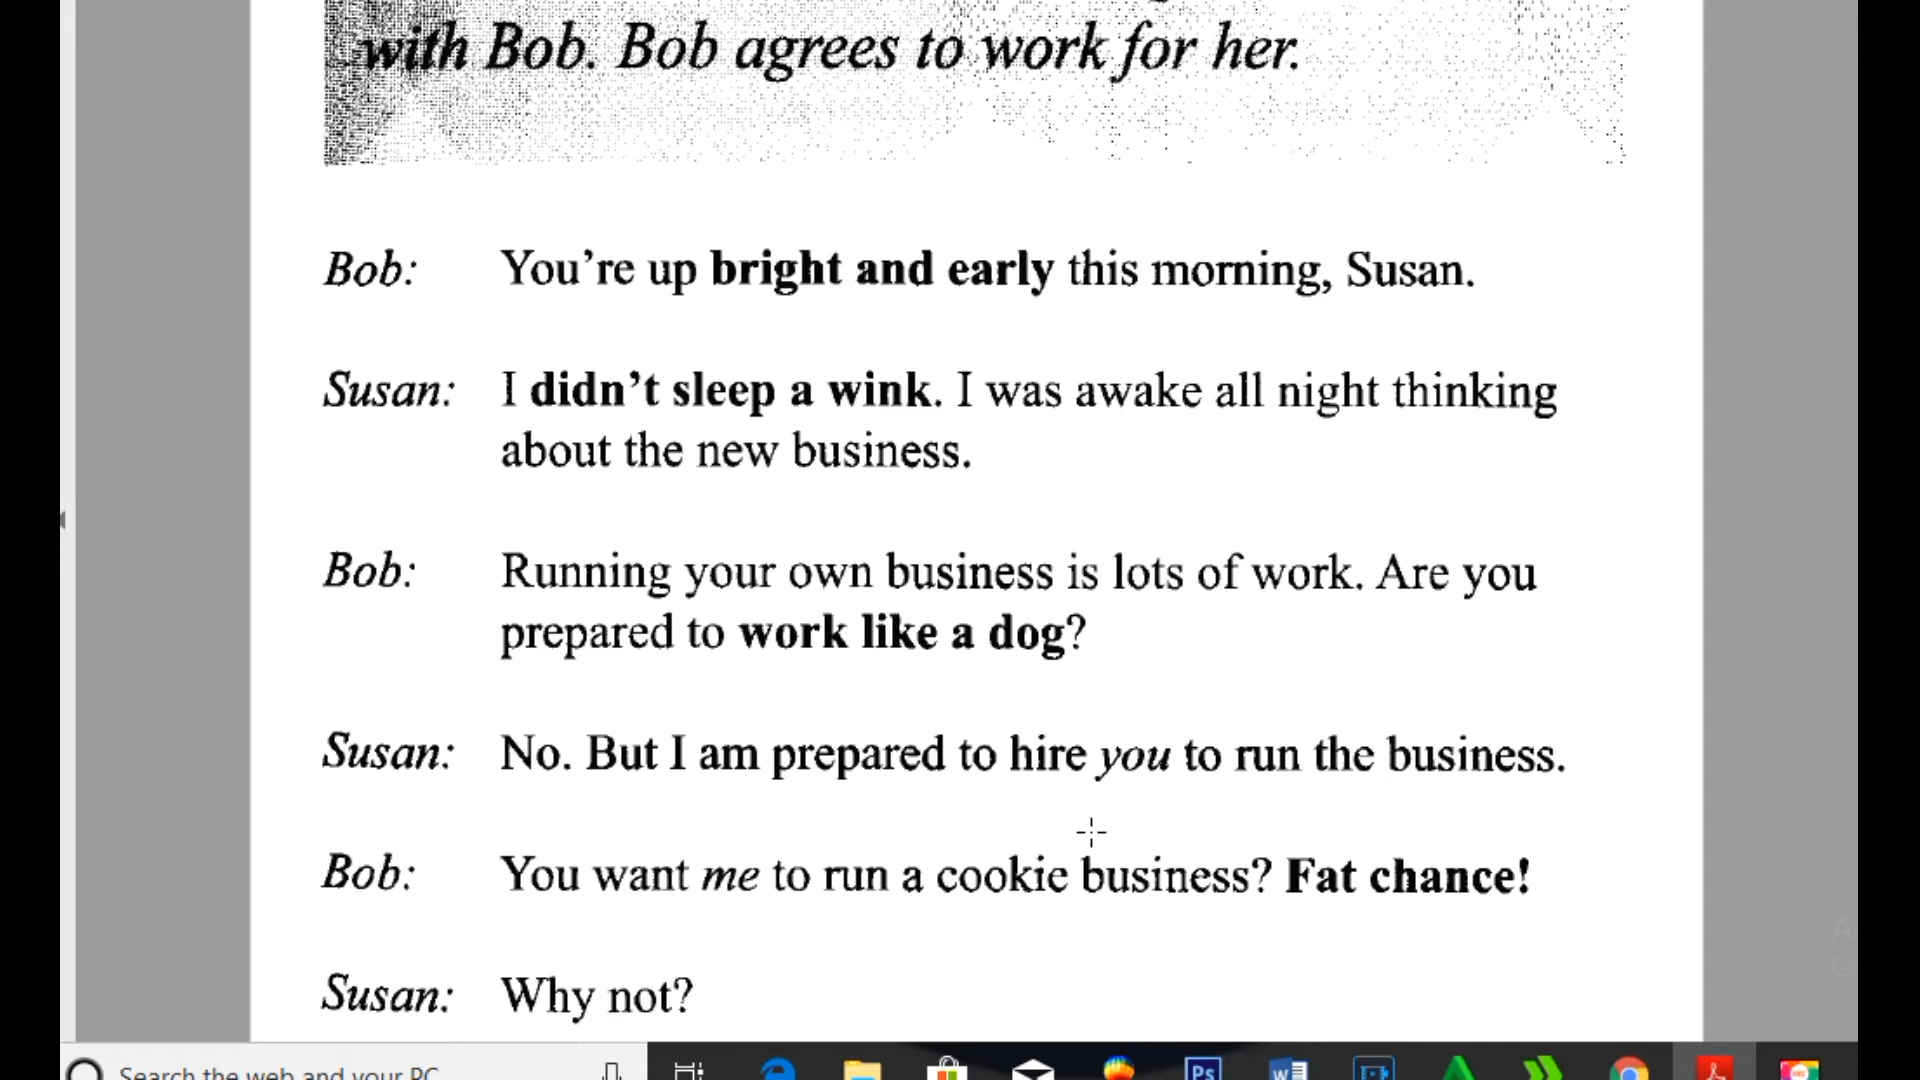 with Bob. Bob agrees to work for her.
Bob: You're up bright and early this morning, Susan.
Susan: I didn't sleep a wink. I was awake all night thinking
about the new business.
Bob: Running your own business is lots of work. Are you
prepared to work like a dog?
Susan: No. But I am prepared to hire you to run the business.
Bob: You want me to run a cookie business? Fat chance!
Susan: Why not?
Search the web and your PC
Ps